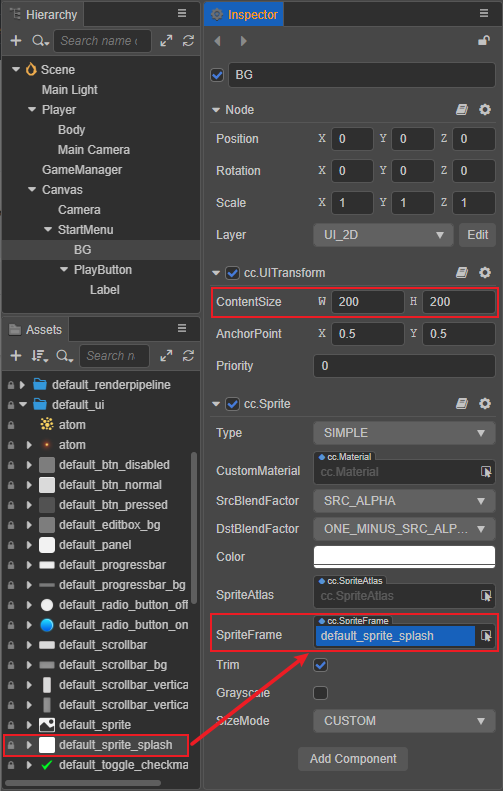 Hierarchy
Search name o
Scene
Main Light
Player
Body
Main Camera
GameManager
Canvas
Camera
StartMenu
BG
PlayButton
Label
Assets
Search n
default_renderpipeline
default_ui
atom
atom
default_btn_disabled
default_btn_normal
default_btn_pressed
default_editbox_bg
default_panel
default_progressbar
default_progressbar_bg
default_radio_button_off
default_radio_button_on
default_scrollbar
default_scrollbar_bg
default_scrollbar_vertica
default_scrollbar_vertica
default_sprite
default_sprite_splash
default_toggle_checkma
Inspector
BG
Node
Position X 0 Y 0 Z 0
Rotation X 0 Y 0 Z 0
Scale X 1 Y 1 Z 1
Layer UI_2D Edit
cc.UITransform
ContentSize W 200 H 200
AnchorPoint X 0.5 Y 0.5
Priority 0
cc.Sprite
Type SIMPLE
cc.Material
CustomMaterial cc.Material
SrcBlendFactor SRC_ALPHA
DstBlendFactor ONE_MINUS_SRC_ALP...
Color
cc.SpriteAtlas
SpriteAtlas cc.SpriteAtlas
cc.SpriteFrame
SpriteFrame default_sprite_splash
Trim
Grayscale
SizeMode CUSTOM
Add Component